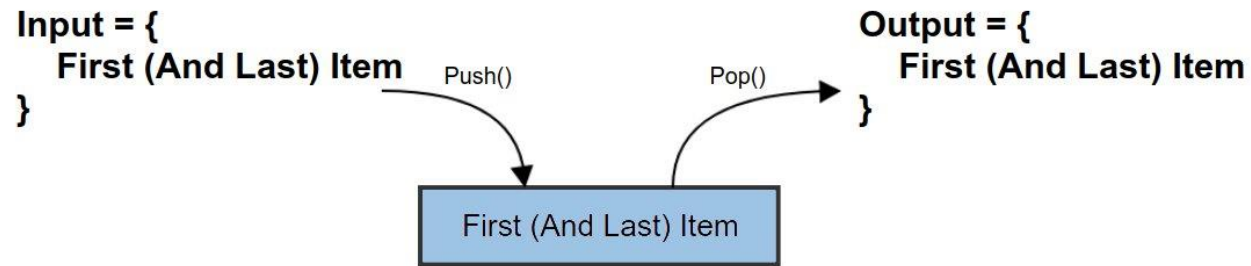 Input = {
First (And Last) Item
}
Push()
Pop()
Output = {
First (And Last) Item
}
First (And Last) Item